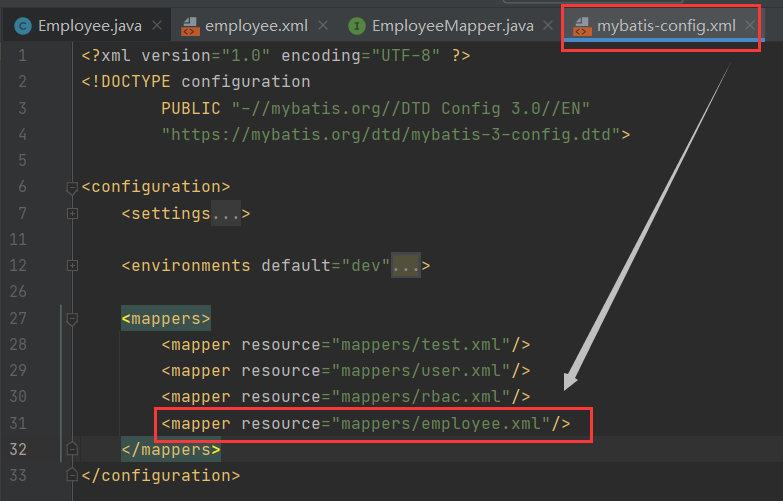 Employee.java employee.xml EmployeeMapper.java mybatis-config.xml
1 <?xml version="1.0" encoding="UTF-8" ?>
2 <!DOCTYPE configuration
3 PUBLIC "-//mybatis.org//DTD Config 3.0//EN"
4 "https://mybatis.org/dtd/mybatis-3-config.dtd">
5
6 <configuration>
7 <settings...>
11
12 <environments default="dev"...>
26
27 <mappers>
28 <mapper resource="mappers/test.xml"/>
29 <mapper resource="mappers/user.xml"/>
30 <mapper resource="mappers/rbac.xml"/>
31 <mapper resource="mappers/employee.xml"/>
32 </mappers>
33 </configuration>